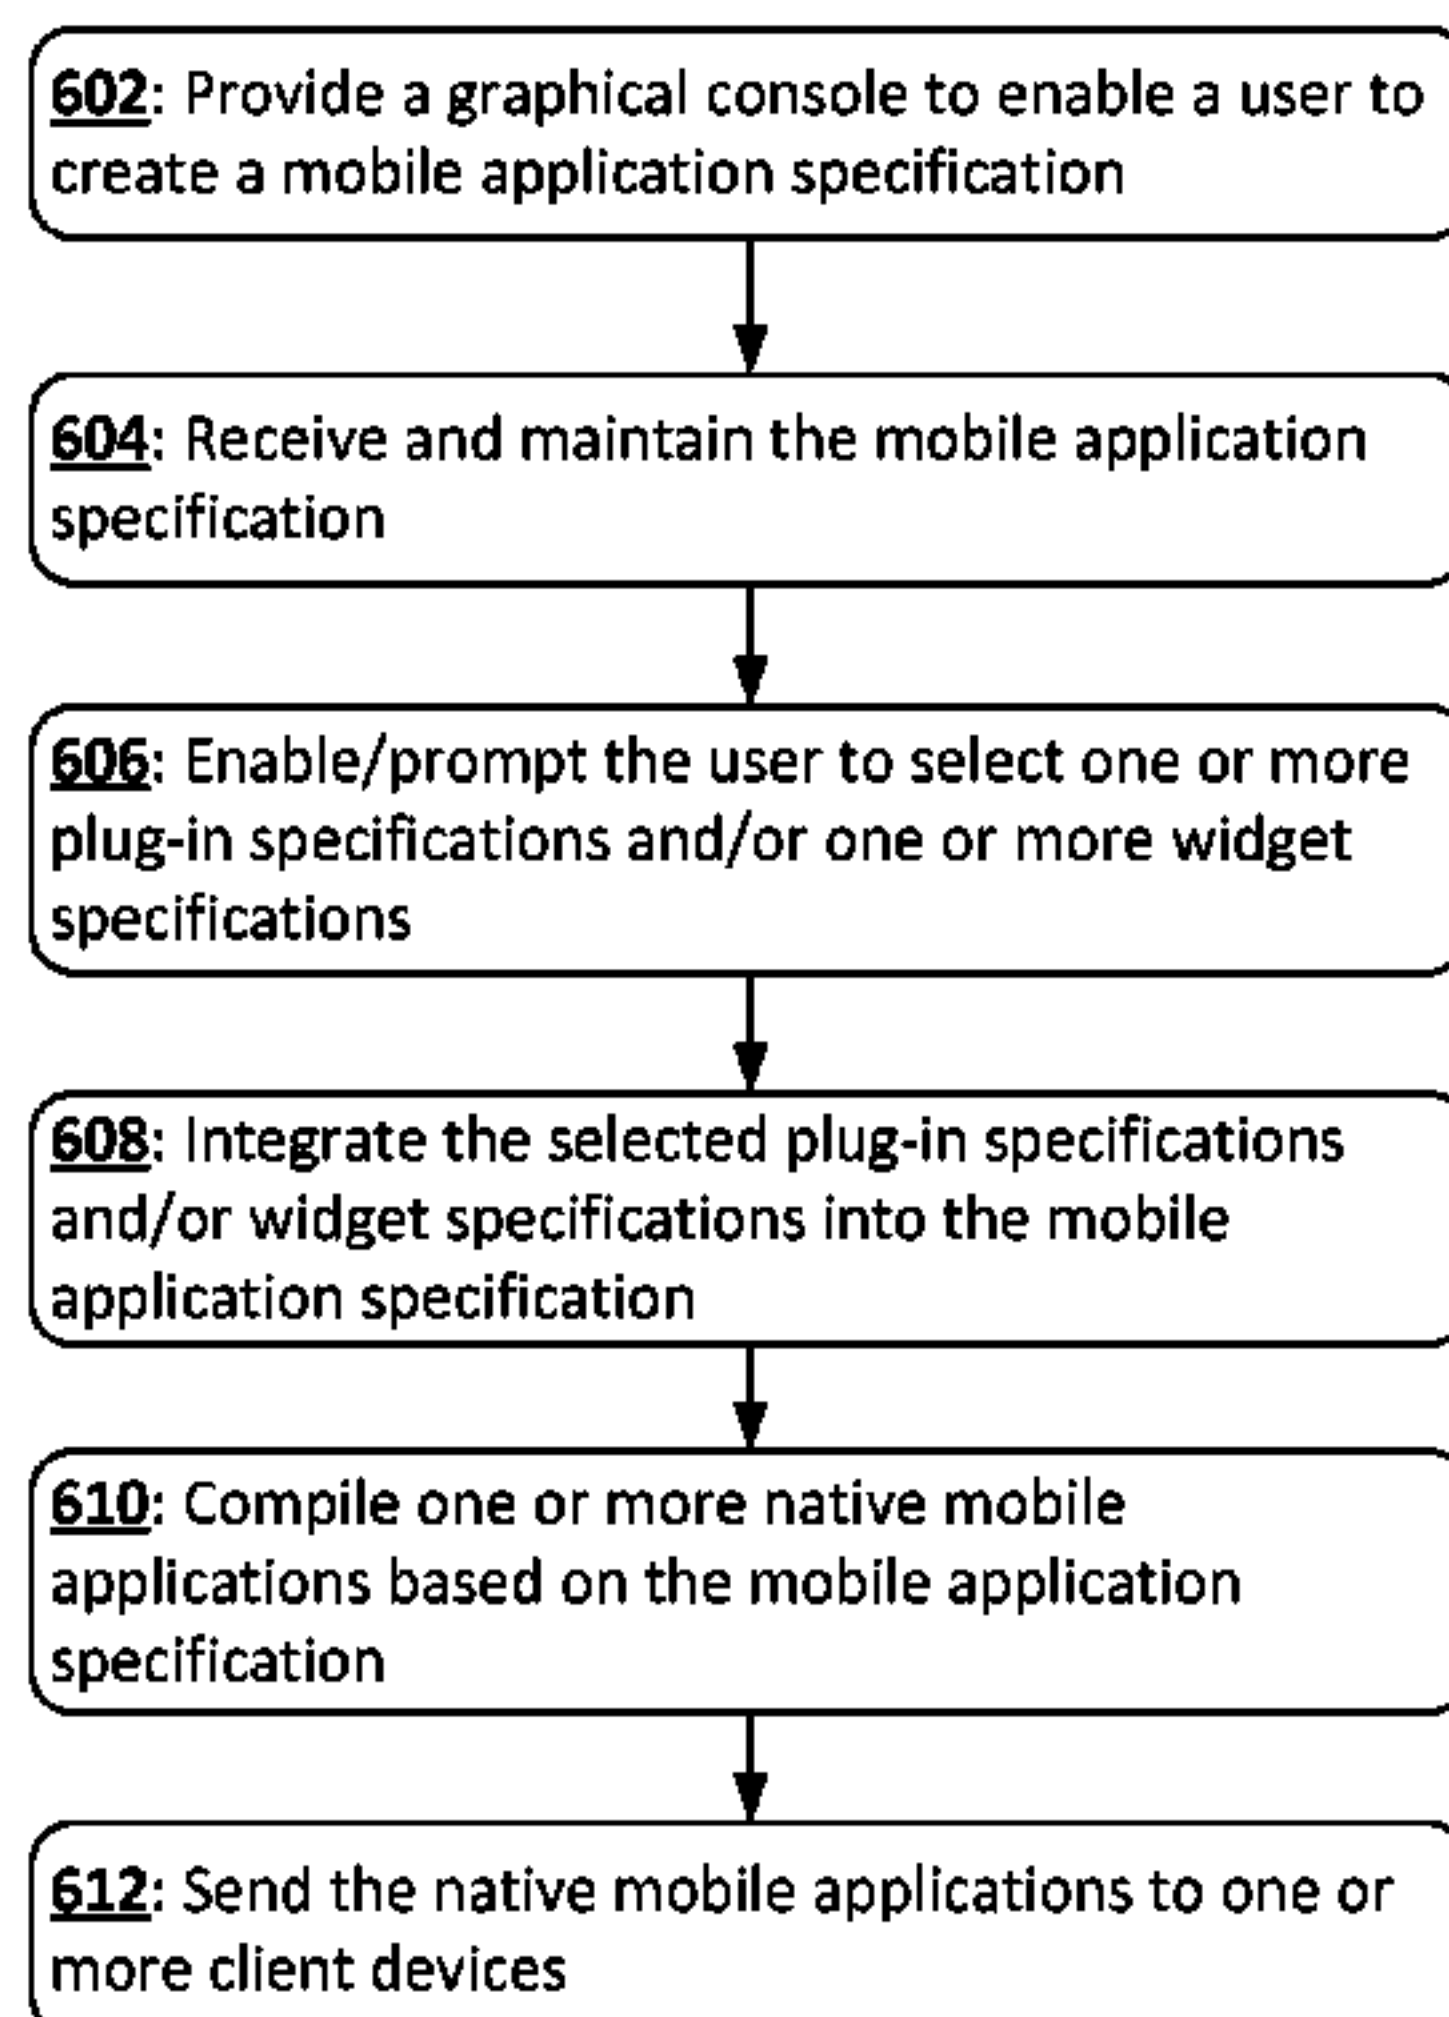 602: Provide a graphical console to enable a user to
create a mobile application specification
604: Receive and maintain the mobile application
specification
606: Enable/prompt the user to select one or more
plug-in specifications and/or one or more widget
specifications
608: Integrate the selected plug-in specifications
and/or widget specifications into the mobile
application specification
610: Compile one or more native mobile
applications based on the mobile application
specification
612: Send the native mobile applications to one or
more client devices